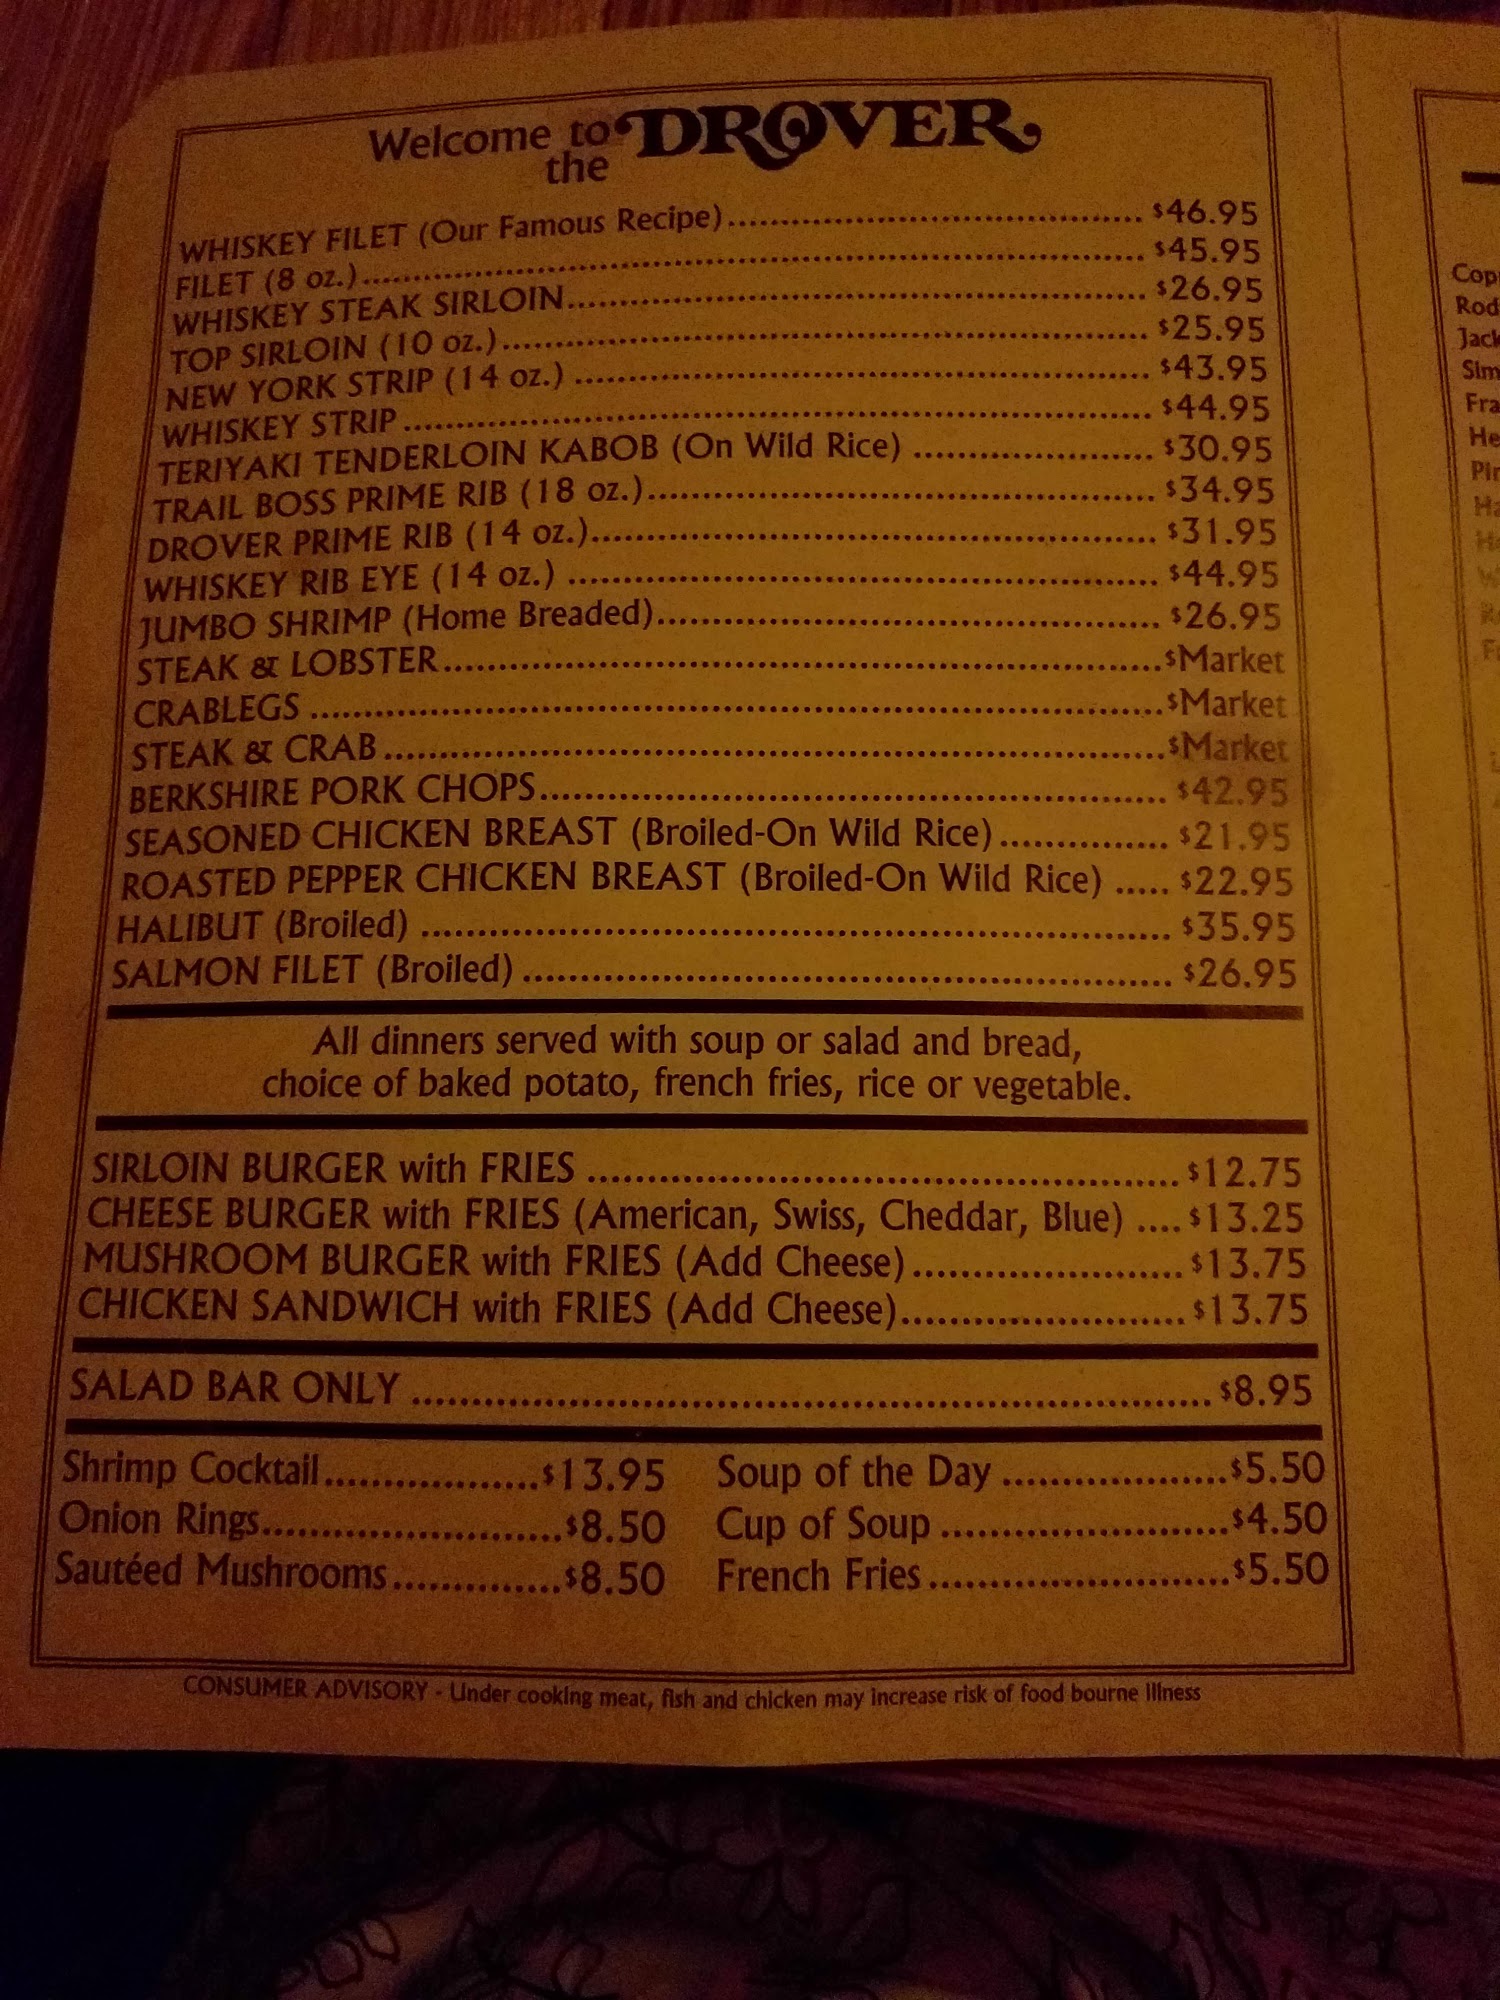 Welcome to the DROVER
WHISKEY FILET (Our Famous Recipe) $46.95
FILET (8 oz.) $45.95
WHISKEY STEAK SIRLOIN $26.95
TOP SIRLOIN (10 oz.) $25.95
NEW YORK STRIP (14 oz.) $43.95
WHISKEY STRIP $44.95
TERIYAKI TENDERLOIN KABOB (On Wild Rice) $30.95
TRAIL BOSS PRIME RIB (18 oz.) $34.95
DROVER PRIME RIB (14 oz.) $31.95
WHISKEY RIB EYE (14 oz.) $44.95
JUMBO SHRIMP (Home Breaded) $26.95
STEAK & LOBSTER $Market
CRABLEGS $Market
STEAK & CRAB $Market
BERKSHIRE PORK CHOPS $42.95
SEASONED CHICKEN BREAST (Broiled-On Wild Rice) $21.95
ROASTED PEPPER CHICKEN BREAST (Broiled-On Wild Rice) $22.95
HALIBUT (Broiled) $35.95
SALMON FILET (Broiled) $26.95
All dinners served with soup or salad and bread,
choice of baked potato, french fries, rice or vegetable.
SIRLOIN BURGER with FRIES $12.75
CHEESE BURGER with FRIES (American, Swiss, Cheddar, Blue) $13.25
MUSHROOM BURGER with FRIES (Add Cheese) $13.75
CHICKEN SANDWICH with FRIES (Add Cheese) $13.75
SALAD BAR ONLY $8.95
Shrimp Cocktail $13.95
Onion Rings $8.50
Sautéed Mushrooms $8.50
Soup of the Day $5.50
Cup of Soup $4.50
French Fries $5.50
CONSUMER ADVISORY - Under cooking meat, fish and chicken may increase risk of food bourne illness